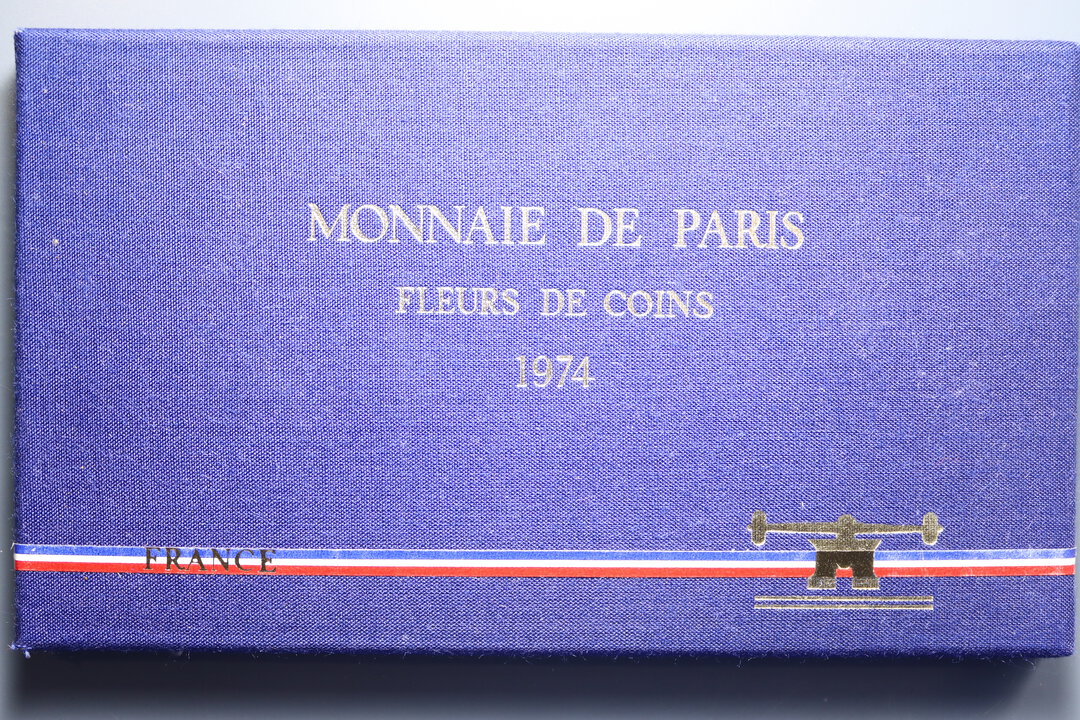 MONNAIE DE PARIS
FLEURS DE COINS
1974
FRANCE